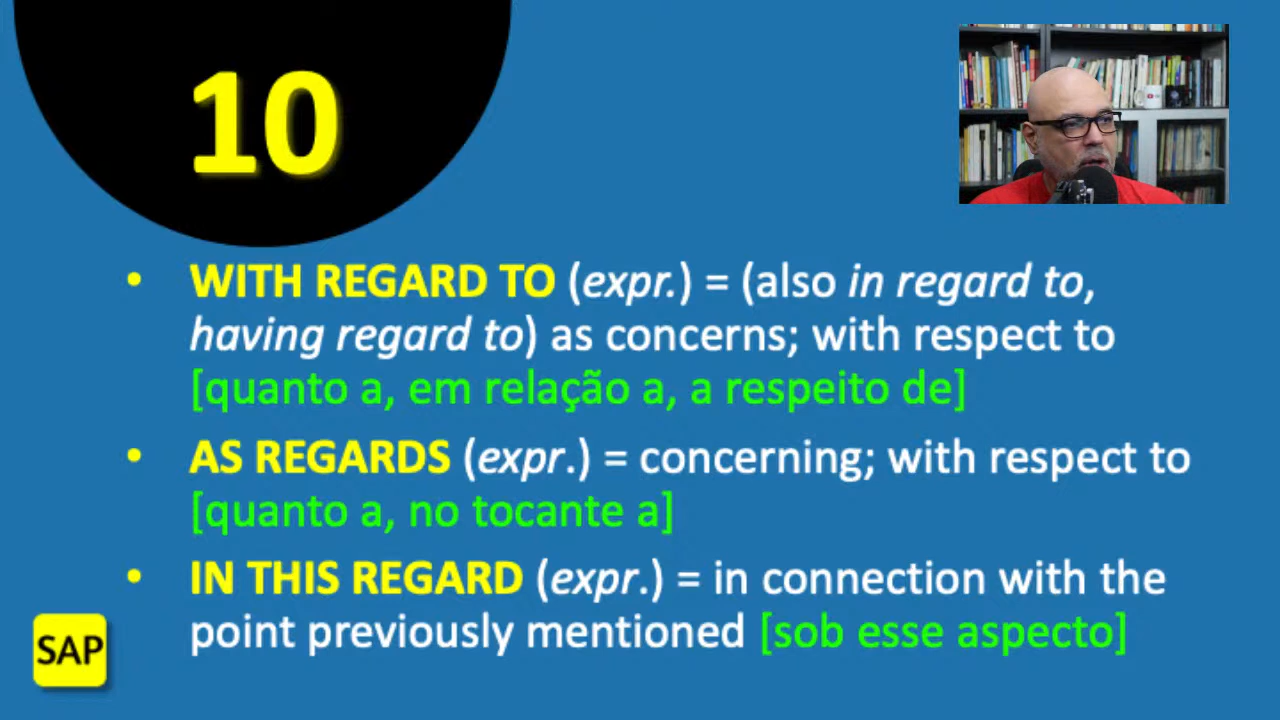 10
• WITH REGARD TO (expr.) = (also in regard to,
having regard to) as concerns; with respect to
[quanto a, em relação a, a respeito de]
• AS REGARDS (expr.) = concerning; with respect to
[quanto a, no tocante a]
• IN THIS REGARD (expr.) = in connection with the
point previously mentioned [sob esse aspecto]
SAP